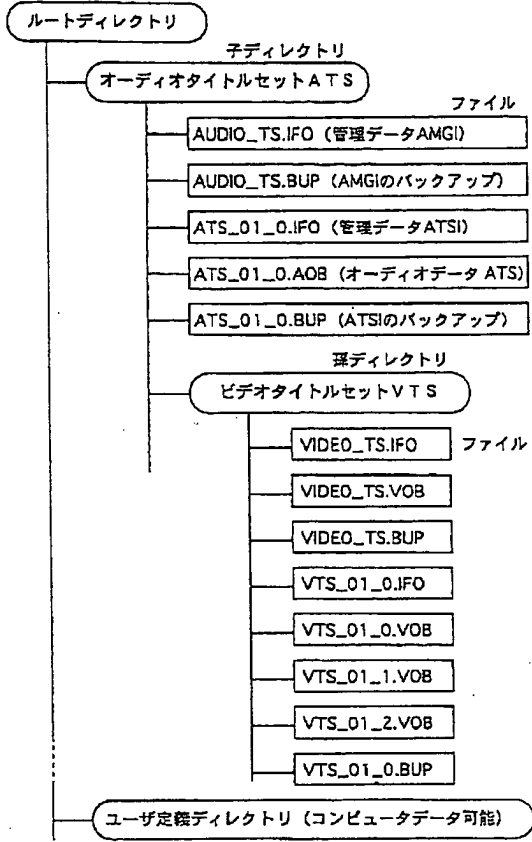 ルートディレクトリ
子ディレクトリ
オーディオタイトルセットATS
ファイル
AUDIO_TS.IFO (管理データAMGI)
AUDIO_TS.BUP (AMGIのバックアップ)
ATS_01_0.IFO (管理データATSI)
ATS_01_0.AOB (オーディオデータ ATS)
ATS_01_0.BUP (ATSIのバックアップ)
孫ディレクトリ
ビデオタイトルセットVTS
VIDEO_TS.IFO ファイル
VIDEO_TS.VOB
VIDEO_TS.BUP
VTS_01_0.IFO
VTS_01_0.VOB
VTS_01_1.VOB
VTS_01_2.VOB
VTS_01_0.BUP
ユーザ定義ディレクトリ (コンピュータデータ可能)